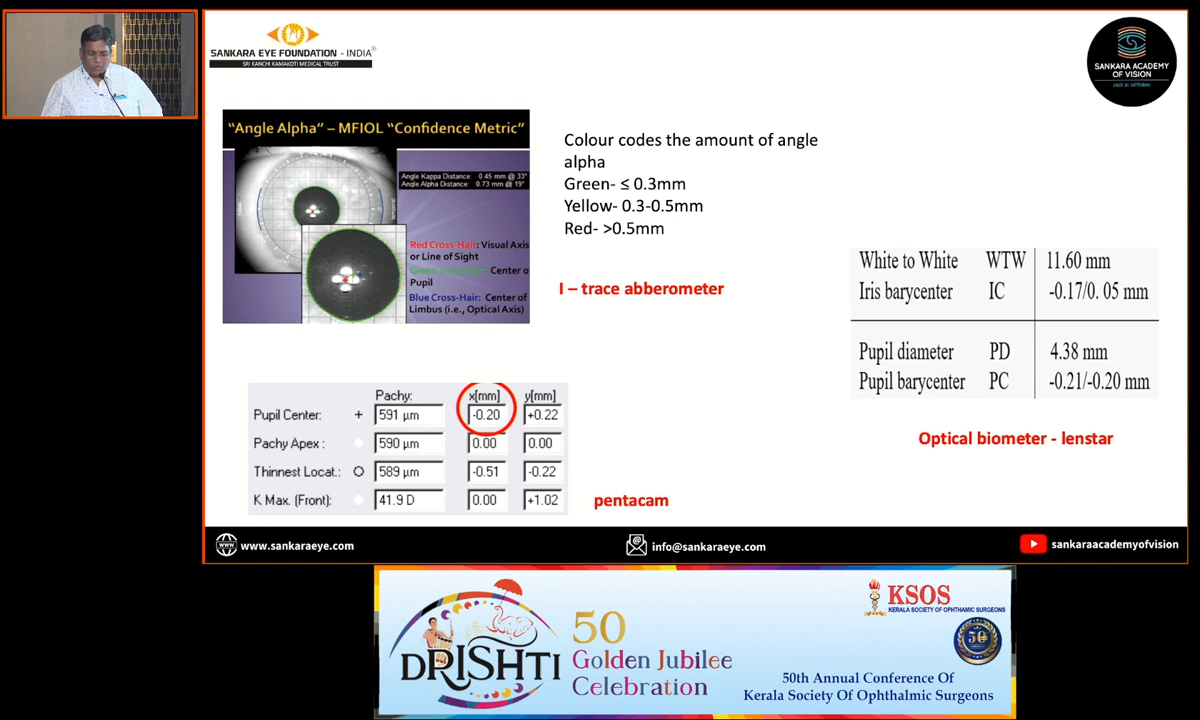 SANKARA EYE FOUNDATION - INDIA®
SRI KANCHI KAMAKOTI MEDICAL TRUST
SANKARA ACADEMY
OF VISION
"Angle Alpha" – MFIOL "Confidence Metric"
Angle Kappa Distance: 0.45 mm @ 33°
Angle Alpha Distance: 0.73 mm @ 19°
Red Cross-Hair: Visual Axis
or Line of Sight
Green Cross-Hair: Center o
Pupil
Blue Cross-Hair: Center of
Limbus (i.e., Optical Axis)
Colour codes the amount of angle
alpha
Green- ≤ 0.3mm
Yellow- 0.3-0.5mm
Red- >0.5mm
I – trace abberometer
White to White WTW 11.60 mm
Iris barycenter IC -0.17/0. 05 mm
Pupil diameter PD 4.38 mm
Pupil barycenter PC -0.21/-0.20 mm
Optical biometer - lenstar
Pachy: x[mm] y[mm]
Pupil Center: + 591 µm -0.20 +0.22
Pachy Apex : 590 µm 0.00 0.00
Thinnest Locat.: O 589 µm -0.51 -0.22
K Max. (Front): 41.9 D 0.00 +1.02
pentacam
www.sankaraeye.com
info@sankaraeye.com
sankaraacademyofvision
DRISHTI
50
Golden Jubilee
Celebration
KSOS
KERALA SOCIETY OF OPHTHAMIC SURGEONS
50
50th Annual Conference Of
Kerala Society Of Ophthalmic Surgeons